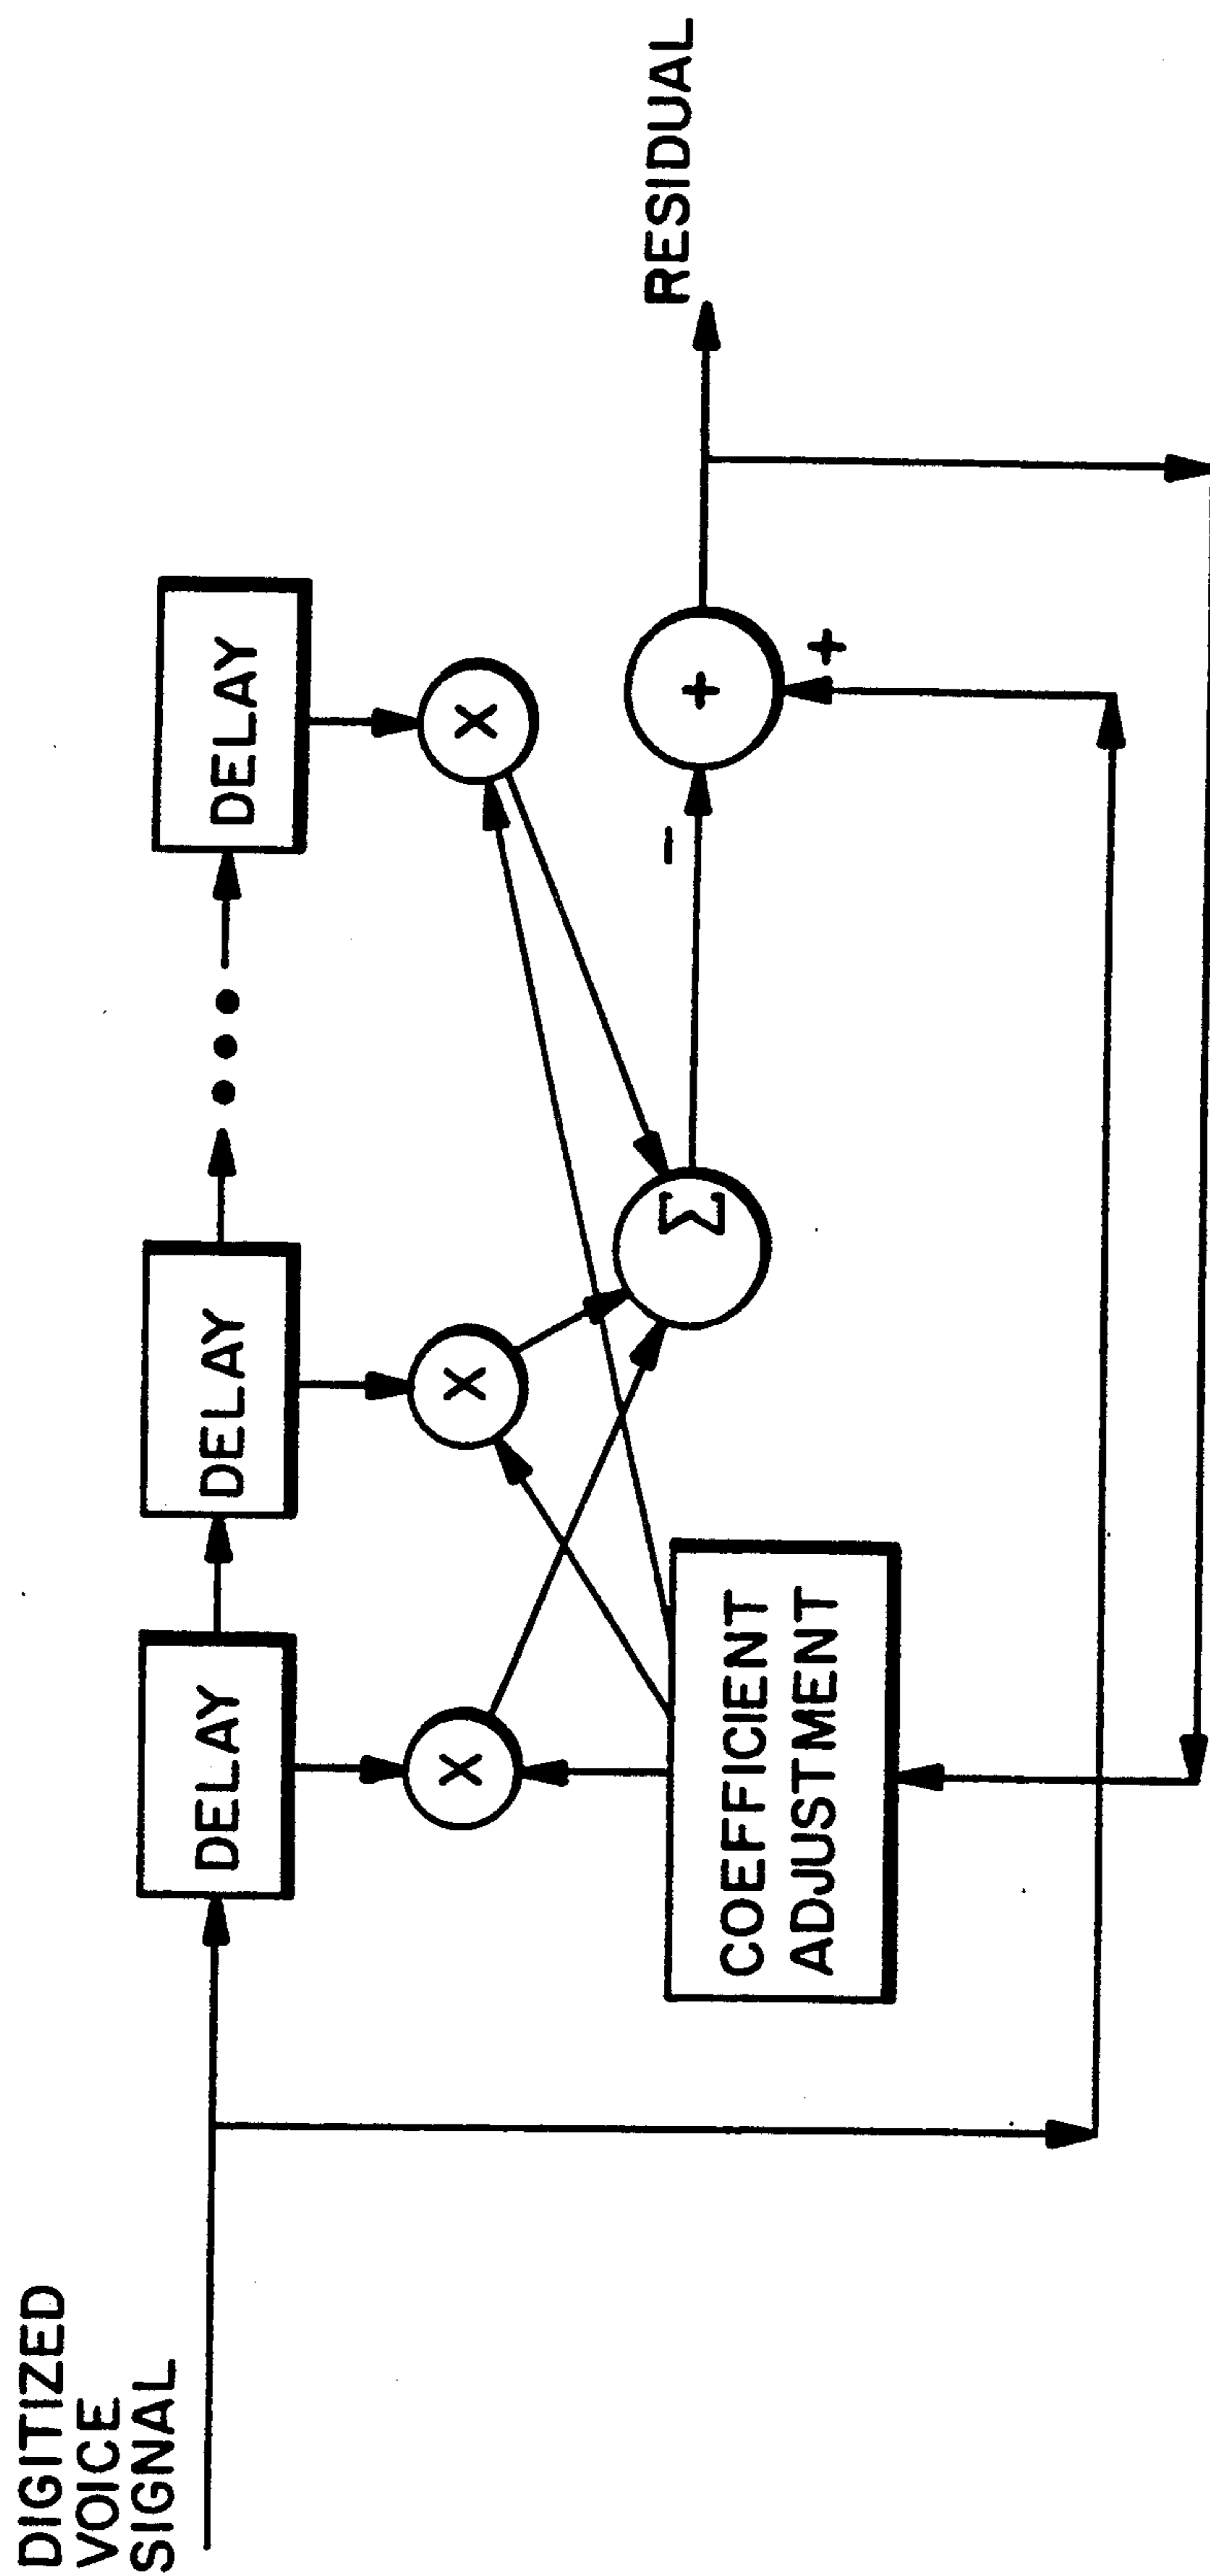 DIGITIZED
VOICE
SIGNAL
DELAY
DELAY
DELAY
X
X
X
COEFFICIENT
ADJUSTMENT
Σ
-
+
+
RESIDUAL